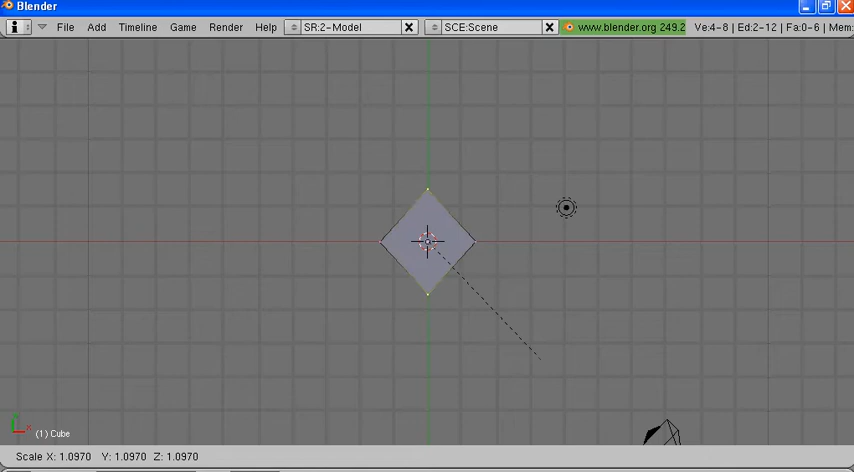 Blender
File Add Timeline Game Render Help SR:2-Model SCE:Scene www.blender.org 249.2 Ve:4-8 | Ed:2-12 | Fa:0-6 | Mem:
(1) Cube
Scale X: 1.0970 Y: 1.0970 Z: 1.0970